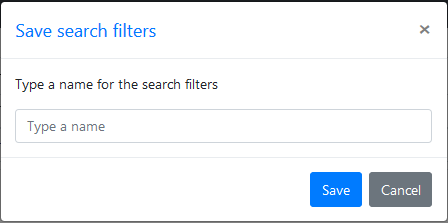 Save search filters ×
Type a name for the search filters
Type a name
Save Cancel